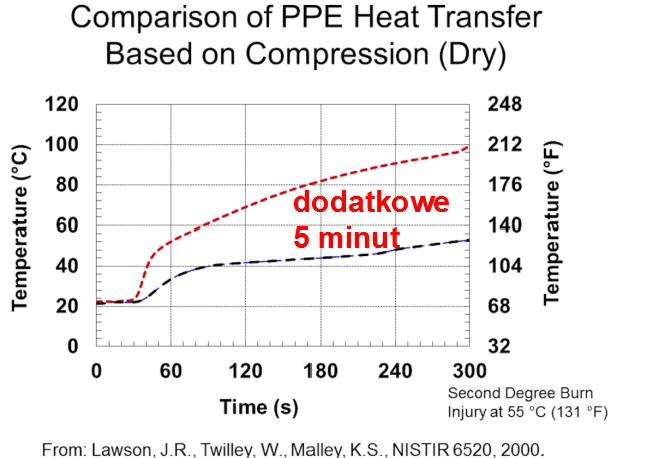 Comparison of PPE Heat Transfer
Based on Compression (Dry)
120
100
80
60
40
20
0
Temperature (°C)
248
212
176
140
104
68
32
Temperature (°F)
dodatkowe
5 minut
0 60 120 180 240 300
Time (s)
Second Degree Burn
Injury at 55 °C (131 °F)
From: Lawson, J.R., Twilley, W., Malley, K.S., NISTIR 6520, 2000.